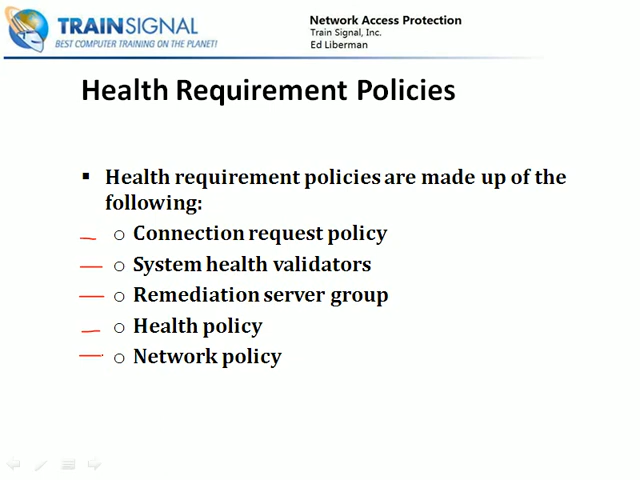 TRAINSIGNAL
BEST COMPUTER TRAINING ON THE PLANET!
Network Access Protection
Train Signal, Inc.
Ed Liberman
Health Requirement Policies
▪ Health requirement policies are made up of the
following:
o Connection request policy
o System health validators
o Remediation server group
o Health policy
o Network policy